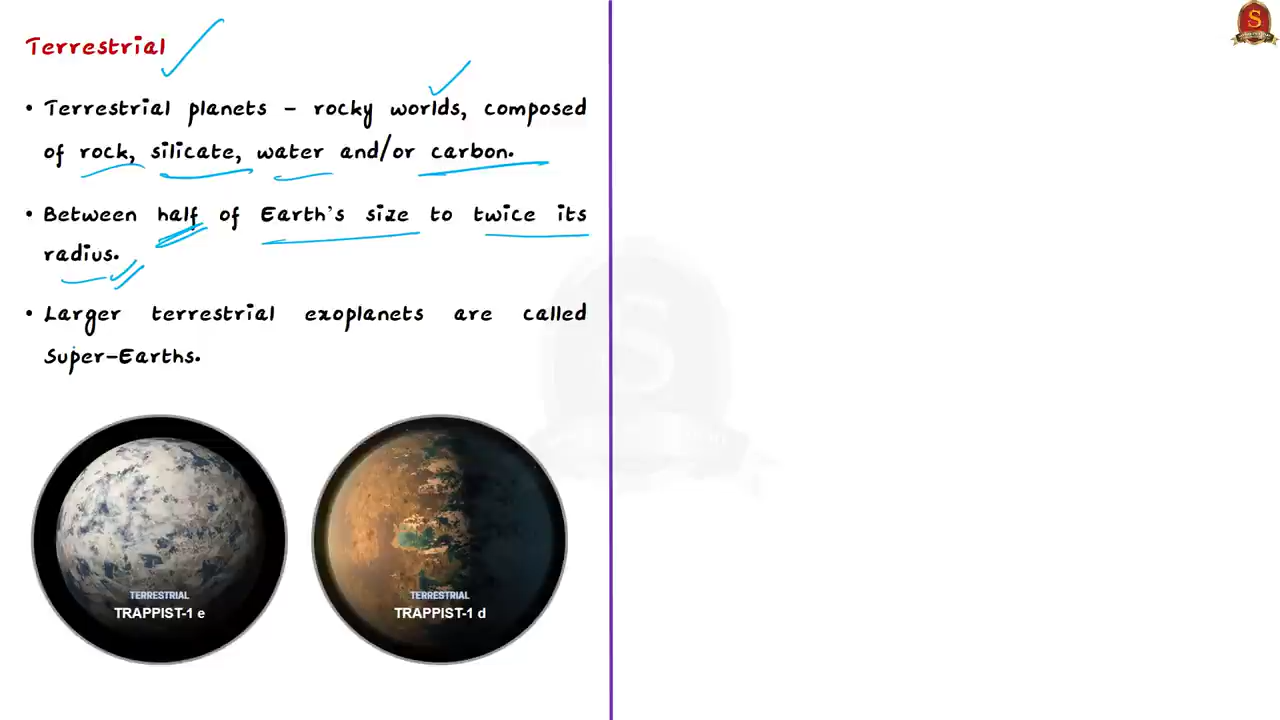 Terrestrial
• Terrestrial planets – rocky worlds, composed
of rock, silicate, water and/or carbon.
• Between half of Earth's size to twice its
radius.
• Larger terrestrial exoplanets are called
Super-Earths.
TERRESTRIAL
TRAPPIST-1 e
TERRESTRIAL
TRAPPIST-1 d
S
S